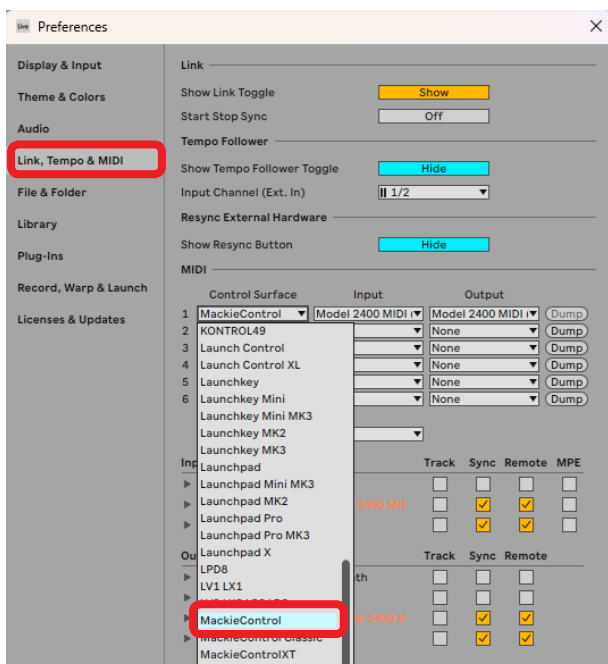 Live Preferences
Display & Input
Theme & Colors
Audio
Link, Tempo & MIDI
File & Folder
Library
Plug-Ins
Record, Warp & Launch
Licenses & Updates
Link
Show Link Toggle Show
Start Stop Sync Off
Tempo Follower
Show Tempo Follower Toggle Hide
Input Channel (Ext. In) 1/2
Resync External Hardware
Show Resync Button Hide
MIDI
Control Surface Input Output
1 MackieControl Model 2400 MIDI Model 2400 MIDI Dump
2 KONTROL49 None Dump
3 Launch Control None Dump
4 Launch Control XL None Dump
5 Launchkey None Dump
6 Launchkey Mini None Dump
Launchkey Mini MK3
Launchkey MK2
Launchkey MK3
Launchpad
Track Sync Remote MPE
Launchpad Mini MK3
Launchpad MK2
Launchpad Pro
Launchpad Pro MK3
Launchpad X
Track Sync Remote
LPD8
LV1 LX1
MackieControl
MackieControl Classic
MackieControlXT